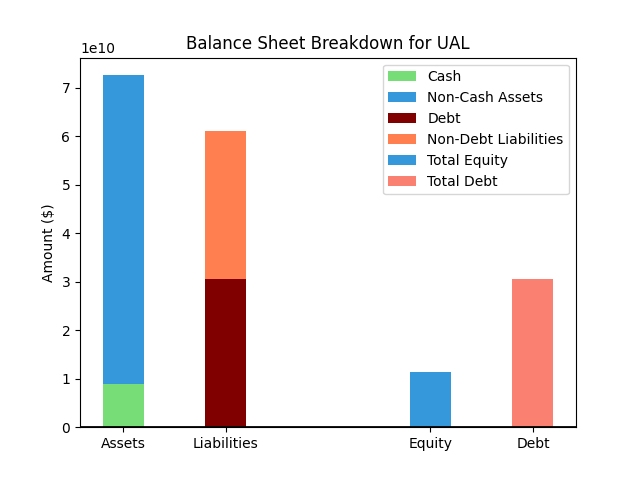 Balance Sheet Breakdown for UAL
1e10
7
6
5
4
3
2
1
0
Amount ($)
Cash
Non-Cash Assets
Debt
Non-Debt Liabilities
Total Equity
Total Debt
Assets
Liabilities
Equity
Debt